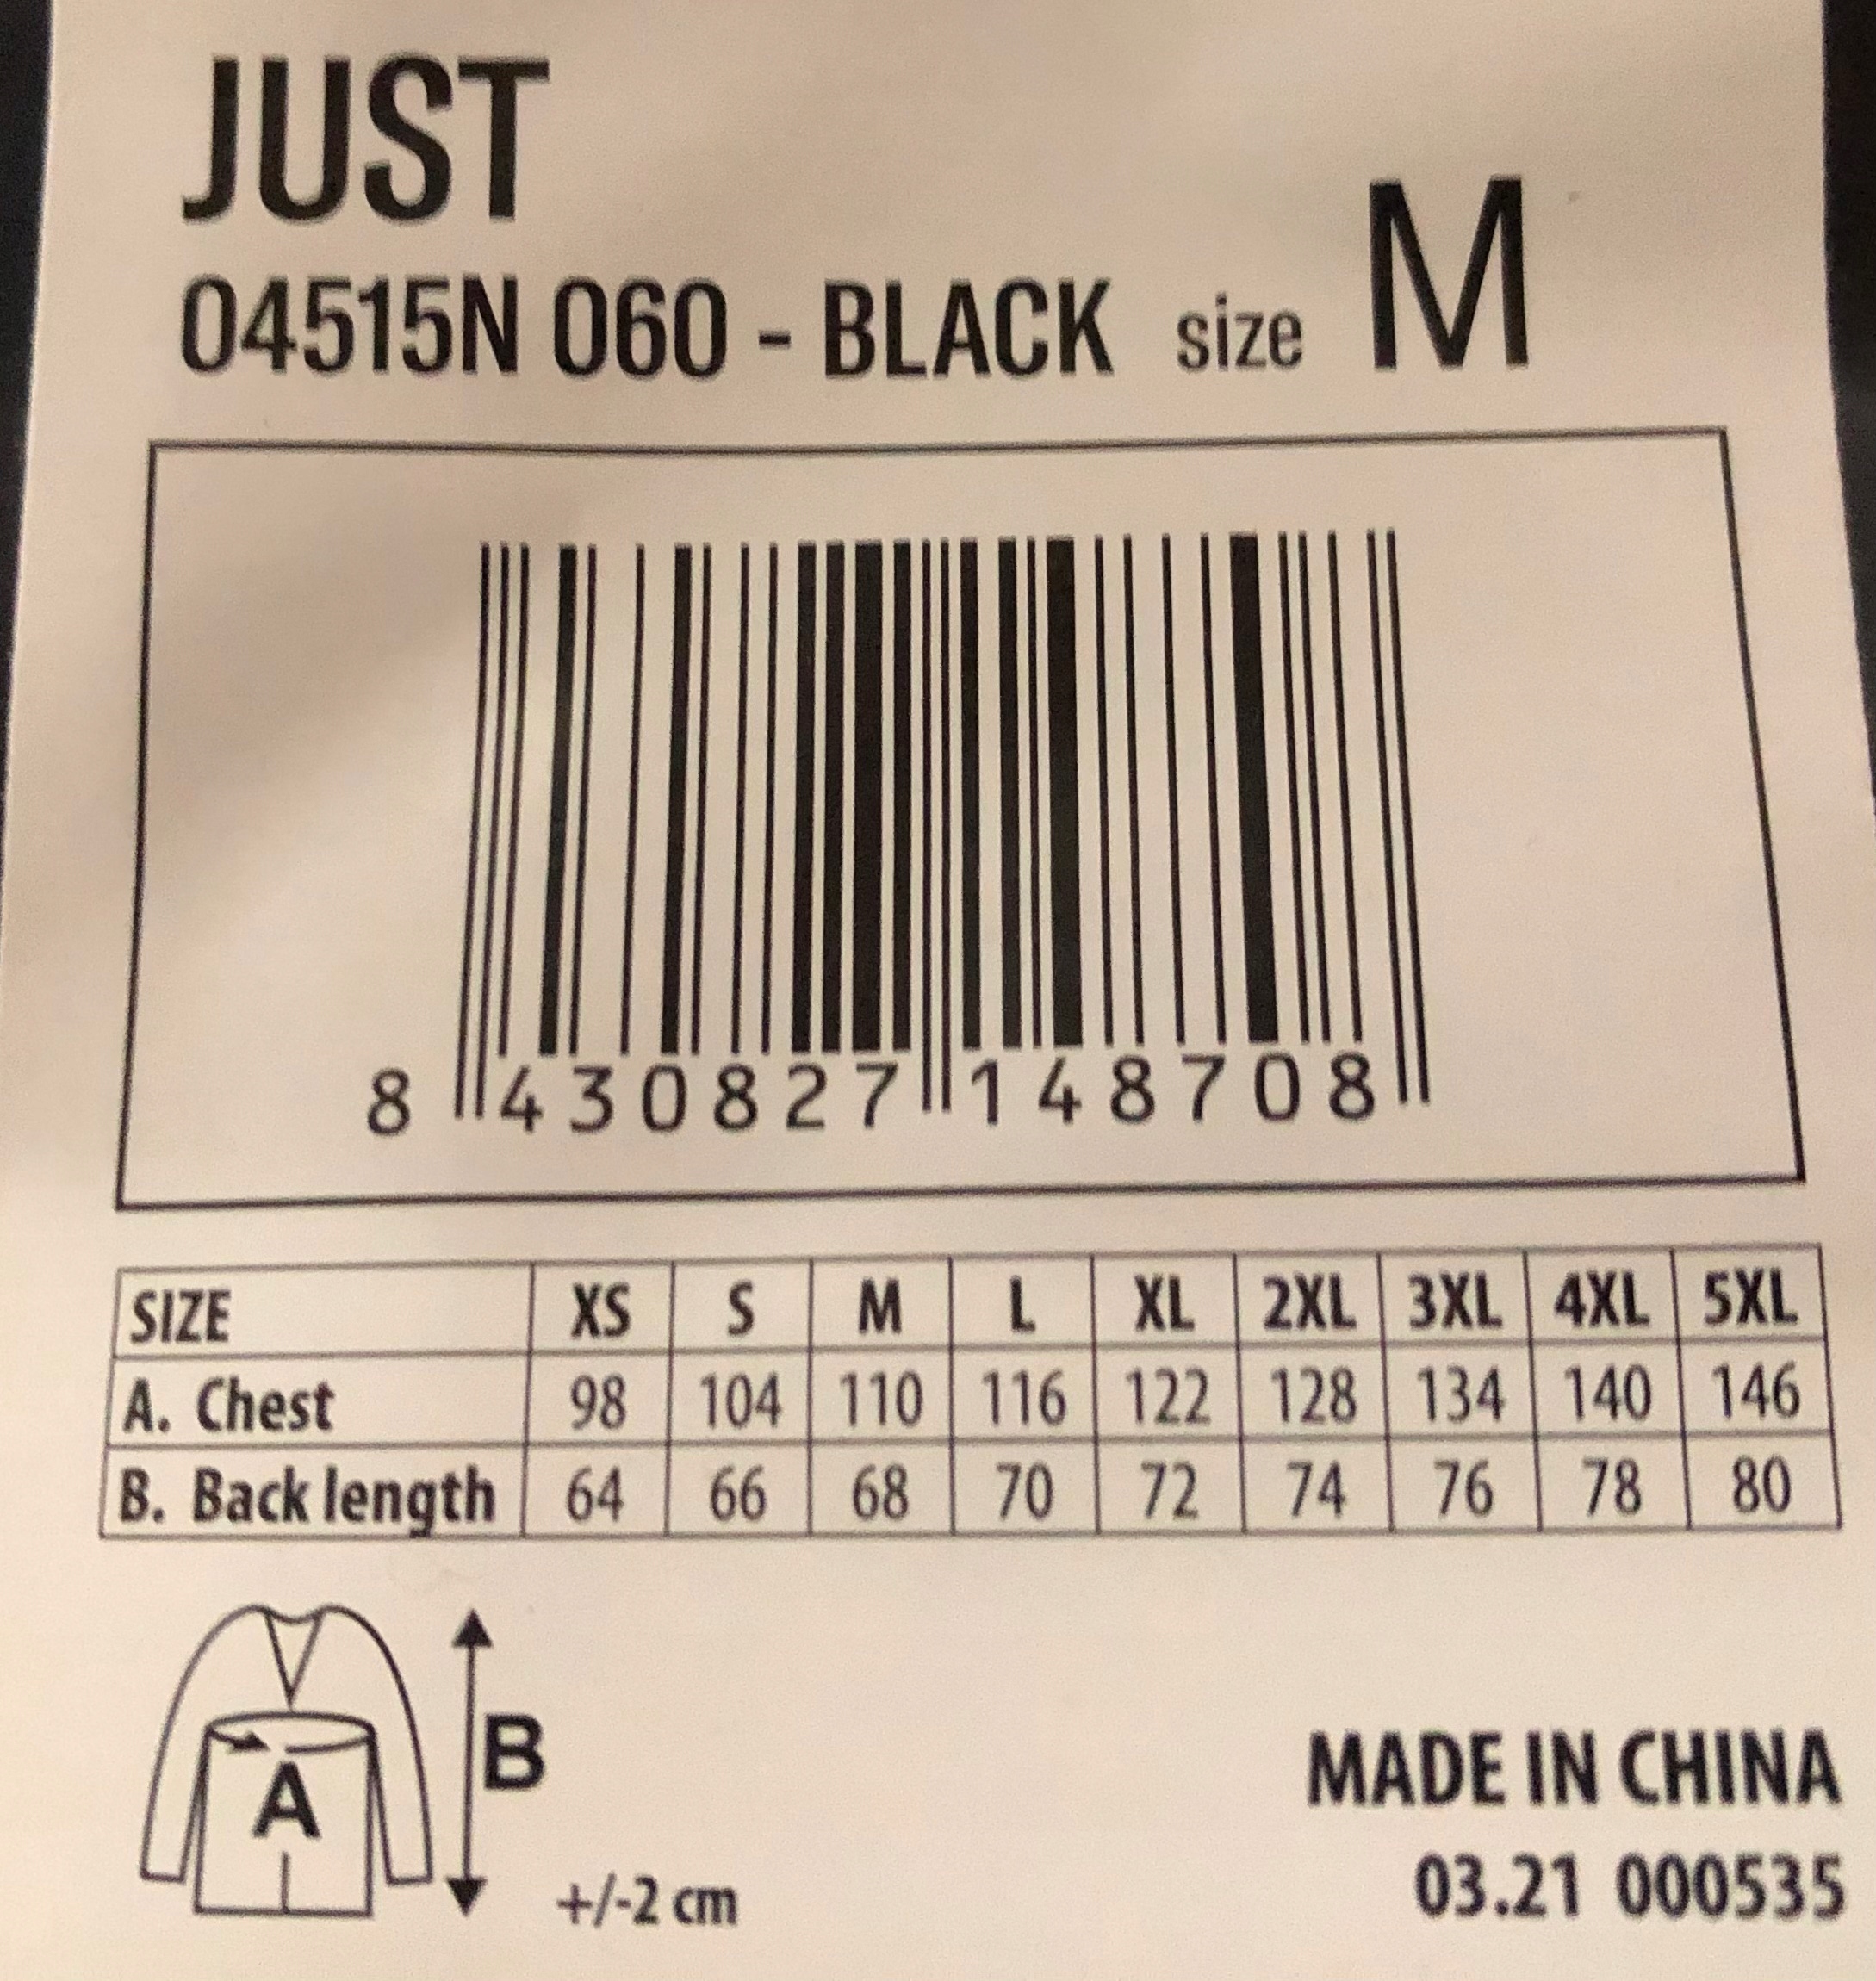 JUST
04515N 060 - BLACK size M
8 430827 148708
SIZE XS S M L XL 2XL 3XL 4XL 5XL
A. Chest 98 104 110 116 122 128 134 140 146
B. Back length 64 66 68 70 72 74 76 78 80
A
B
+/-2 cm
MADE IN CHINA
03.21 000535